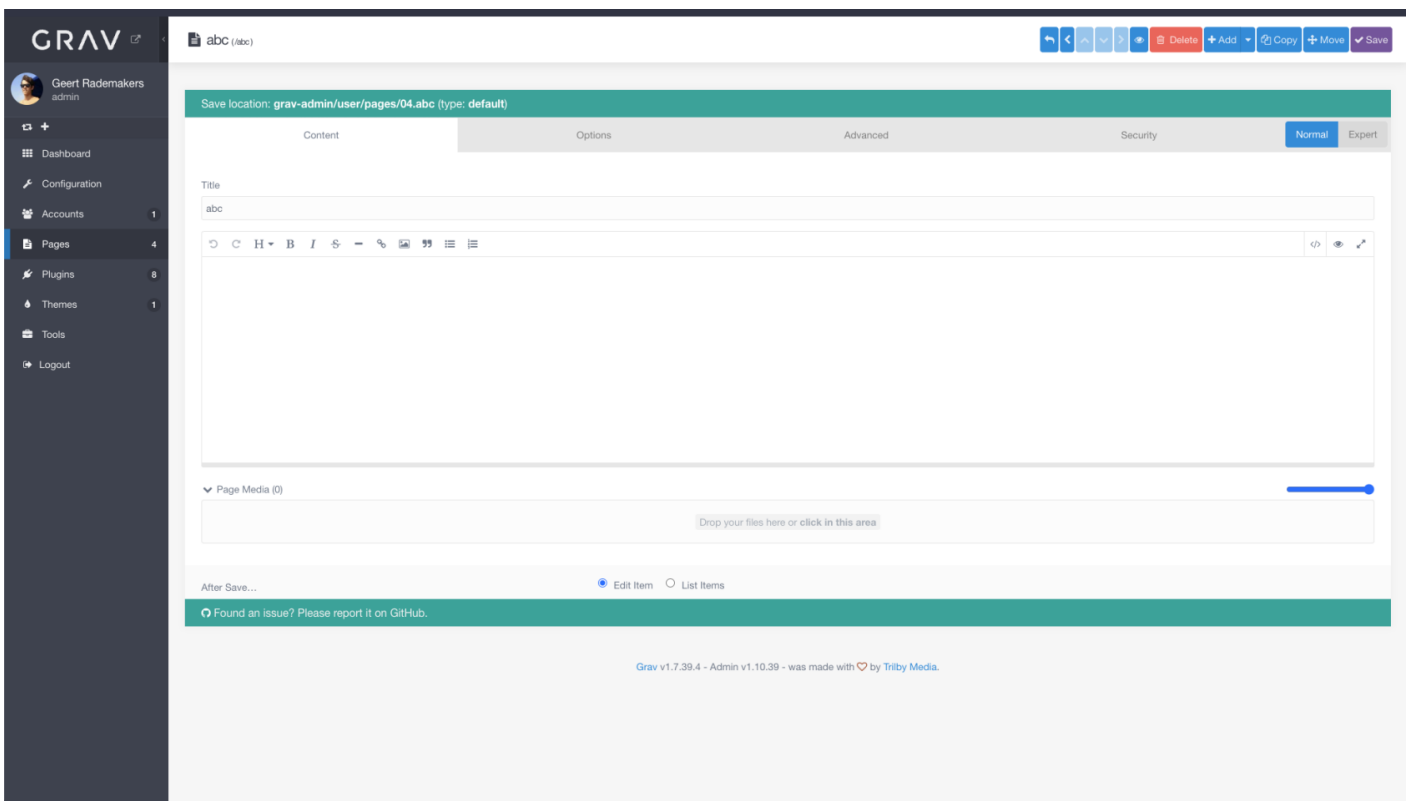 GRAV
abc (/abc)
Delete
Add
Copy
Move
Save
Geert Rademakers
admin
Dashboard
Configuration
Accounts 1
Pages 4
Plugins 8
Themes 1
Tools
Logout
Save location: grav-admin/user/pages/04.abc (type: default)
Content Options Advanced Security Normal Expert
Title
abc
H B I S
Page Media (0)
Drop your files here or click in this area
After Save... Edit Item List Items
Found an issue? Please report it on GitHub.
Grav v1.7.39.4 - Admin v1.10.39 - was made with by Trilby Media.